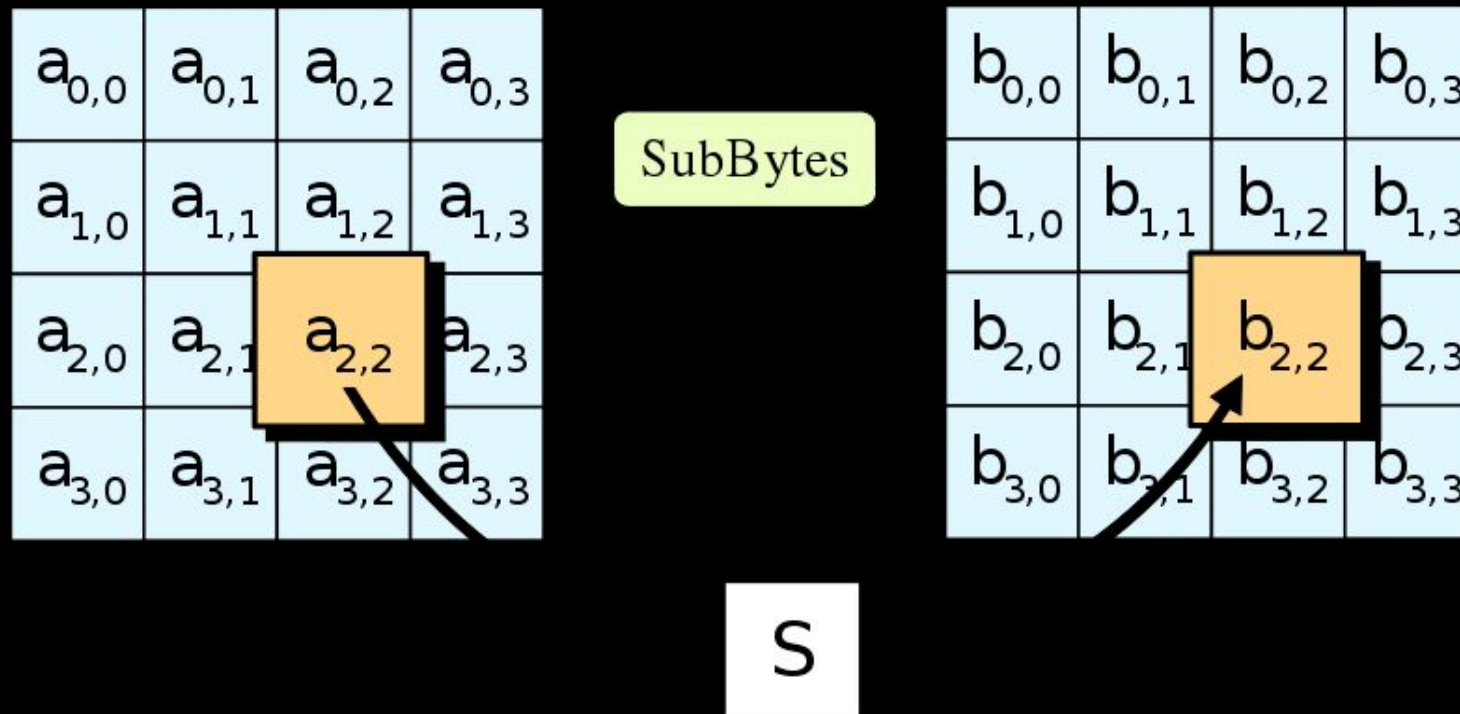 a0,0 a0,1 a0,2 a0,3
b0,0 b0,1 b0,2 b0,3
SubBytes
a1,0 a1,1 a1,2 a1,3
b1,0 b1,1 b1,2 b1,3
a2,0 a2,1 a2,2 a2,3
b2,0 b2,1 b2,2 b2,3
a3,0 a3,1 a3,2 a3,3
b3,0 b3,1 b3,2 b3,3
S